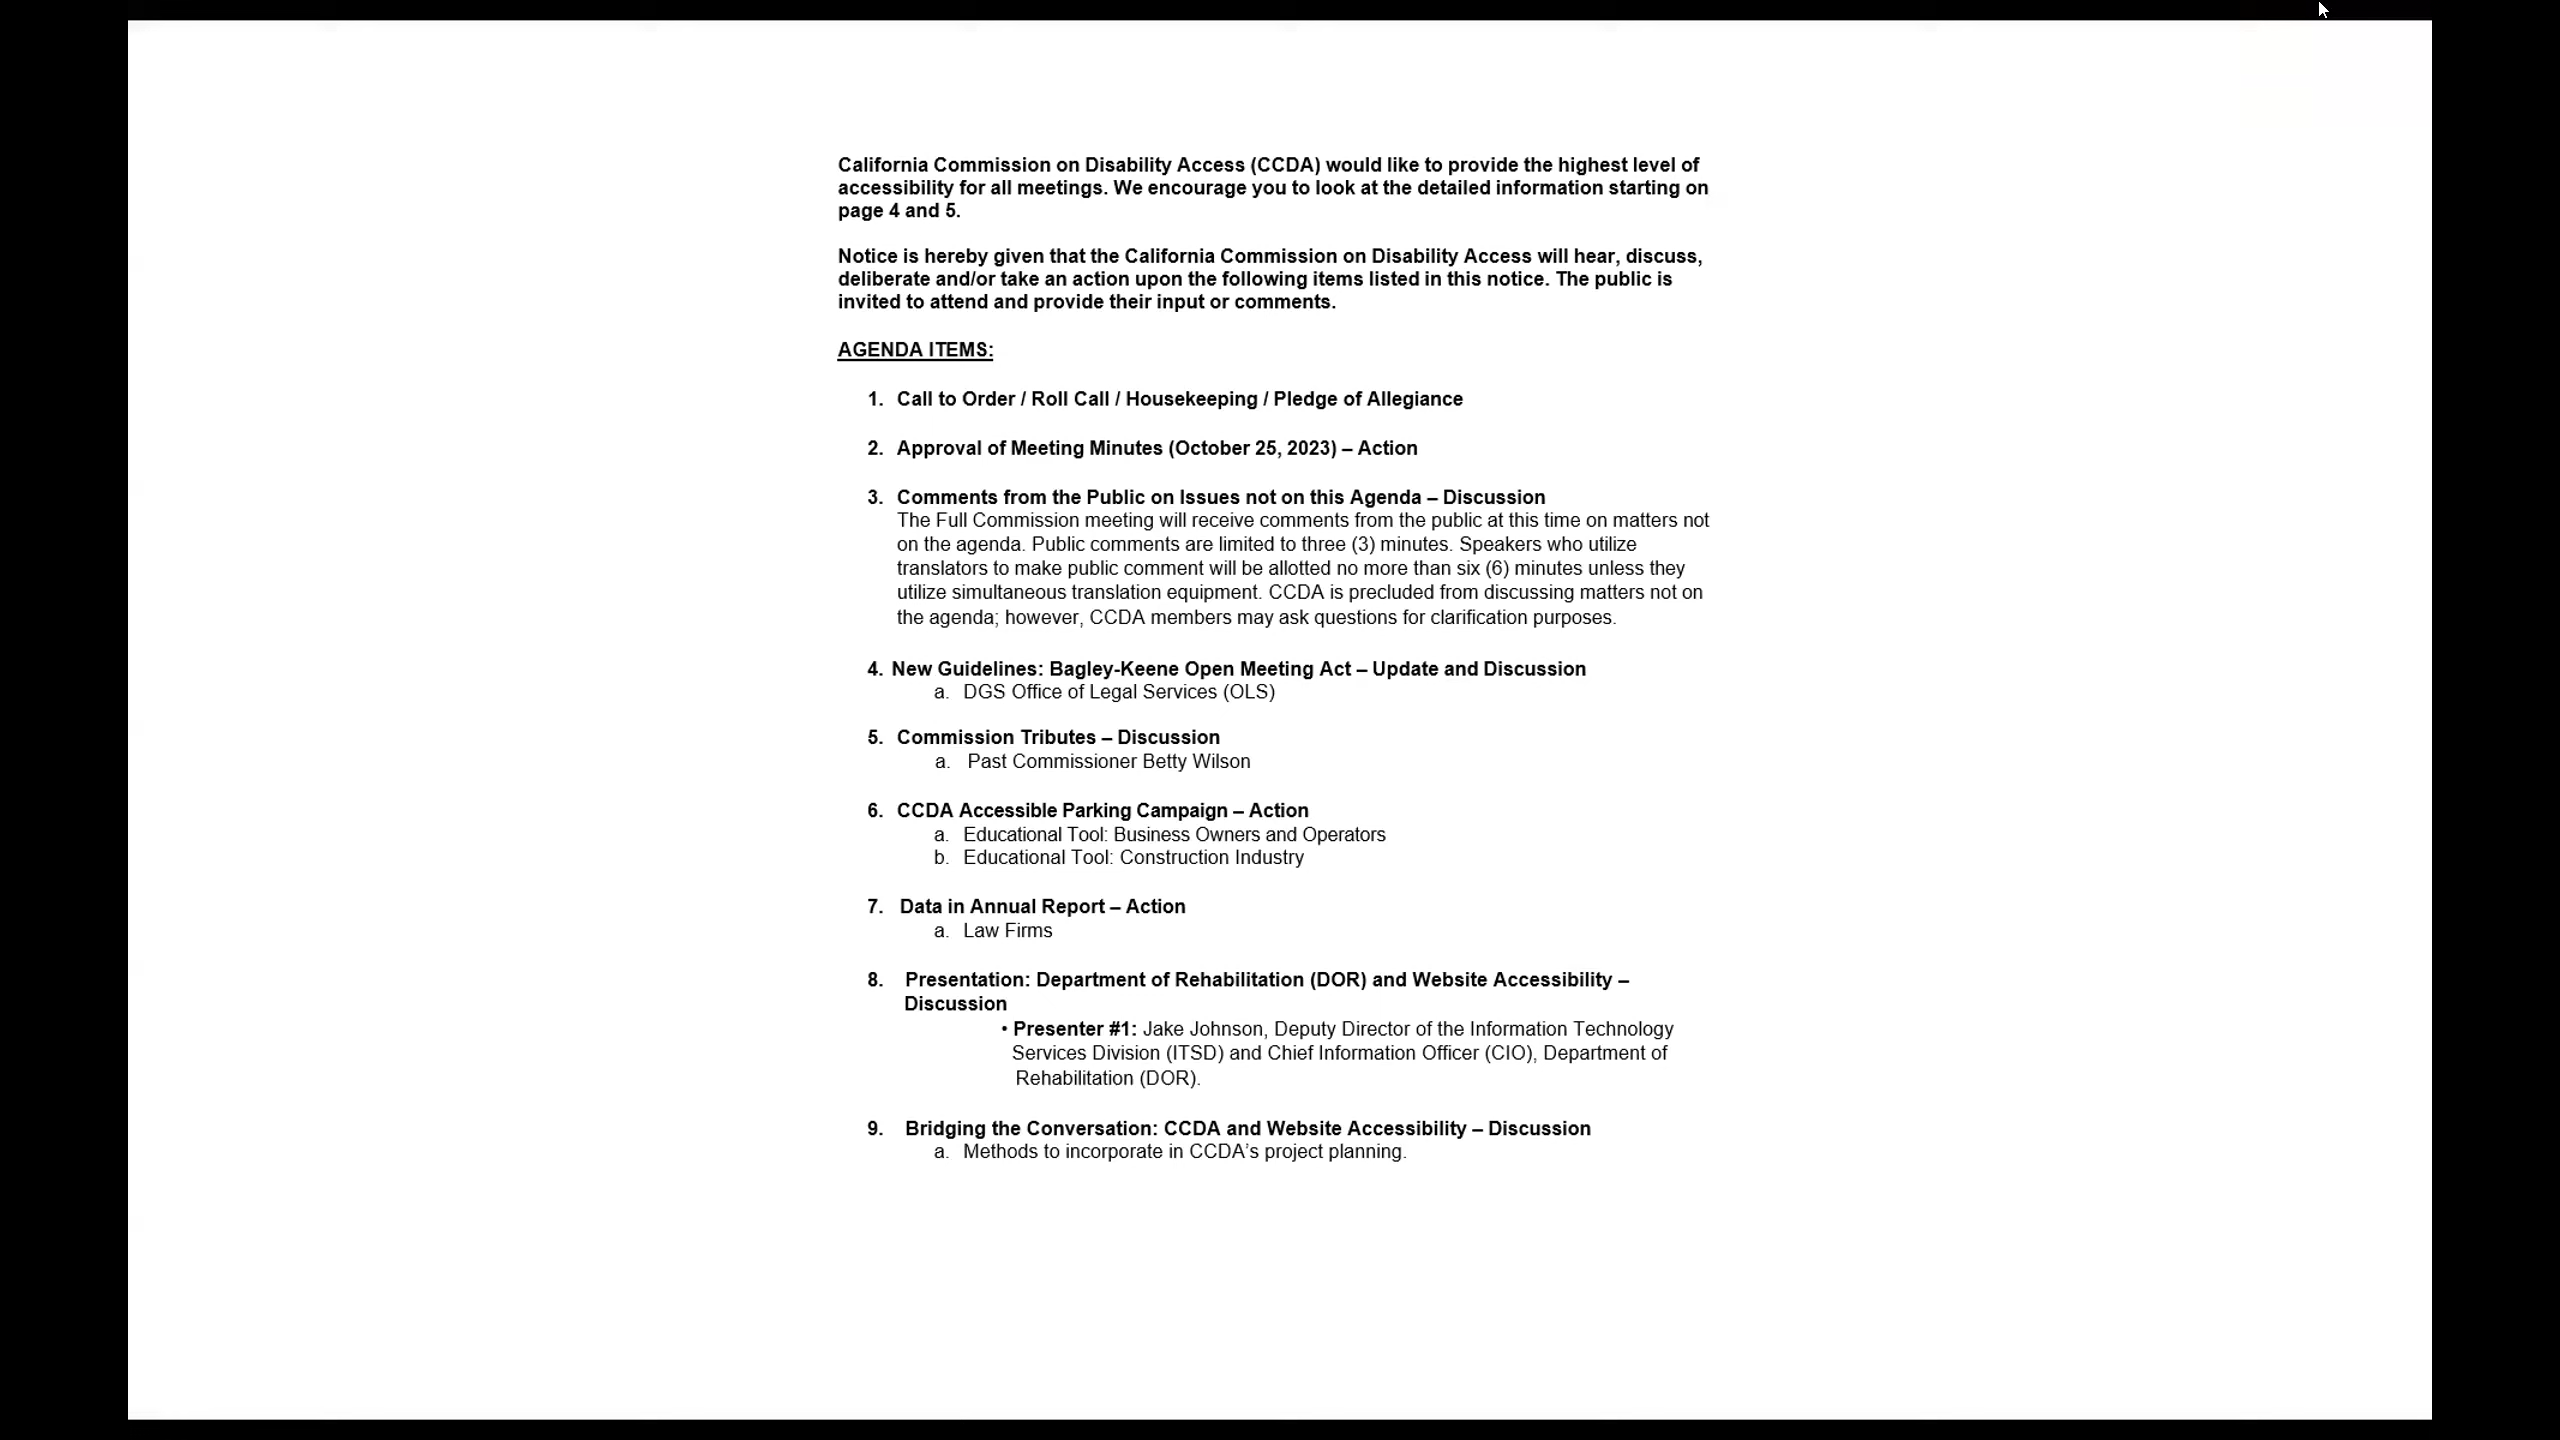 California Commission on Disability Access (CCDA) would like to provide the highest level of
accessibility for all meetings. We encourage you to look at the detailed information starting on
page 4 and 5.
Notice is hereby given that the California Commission on Disability Access will hear, discuss,
deliberate and/or take an action upon the following items listed in this notice. The public is
invited to attend and provide their input or comments.
AGENDA ITEMS:
1. Call to Order / Roll Call / Housekeeping / Pledge of Allegiance
2. Approval of Meeting Minutes (October 25, 2023) – Action
3. Comments from the Public on Issues not on this Agenda – Discussion
The Full Commission meeting will receive comments from the public at this time on matters not
on the agenda. Public comments are limited to three (3) minutes. Speakers who utilize
translators to make public comment will be allotted no more than six (6) minutes unless they
utilize simultaneous translation equipment. CCDA is precluded from discussing matters not on
the agenda; however, CCDA members may ask questions for clarification purposes.
4. New Guidelines: Bagley-Keene Open Meeting Act – Update and Discussion
a. DGS Office of Legal Services (OLS)
5. Commission Tributes – Discussion
a. Past Commissioner Betty Wilson
6. CCDA Accessible Parking Campaign – Action
a. Educational Tool: Business Owners and Operators
b. Educational Tool: Construction Industry
7. Data in Annual Report – Action
a. Law Firms
8. Presentation: Department of Rehabilitation (DOR) and Website Accessibility –
Discussion
• Presenter #1: Jake Johnson, Deputy Director of the Information Technology
Services Division (ITSD) and Chief Information Officer (CIO), Department of
Rehabilitation (DOR).
9. Bridging the Conversation: CCDA and Website Accessibility – Discussion
a. Methods to incorporate in CCDA’s project planning.